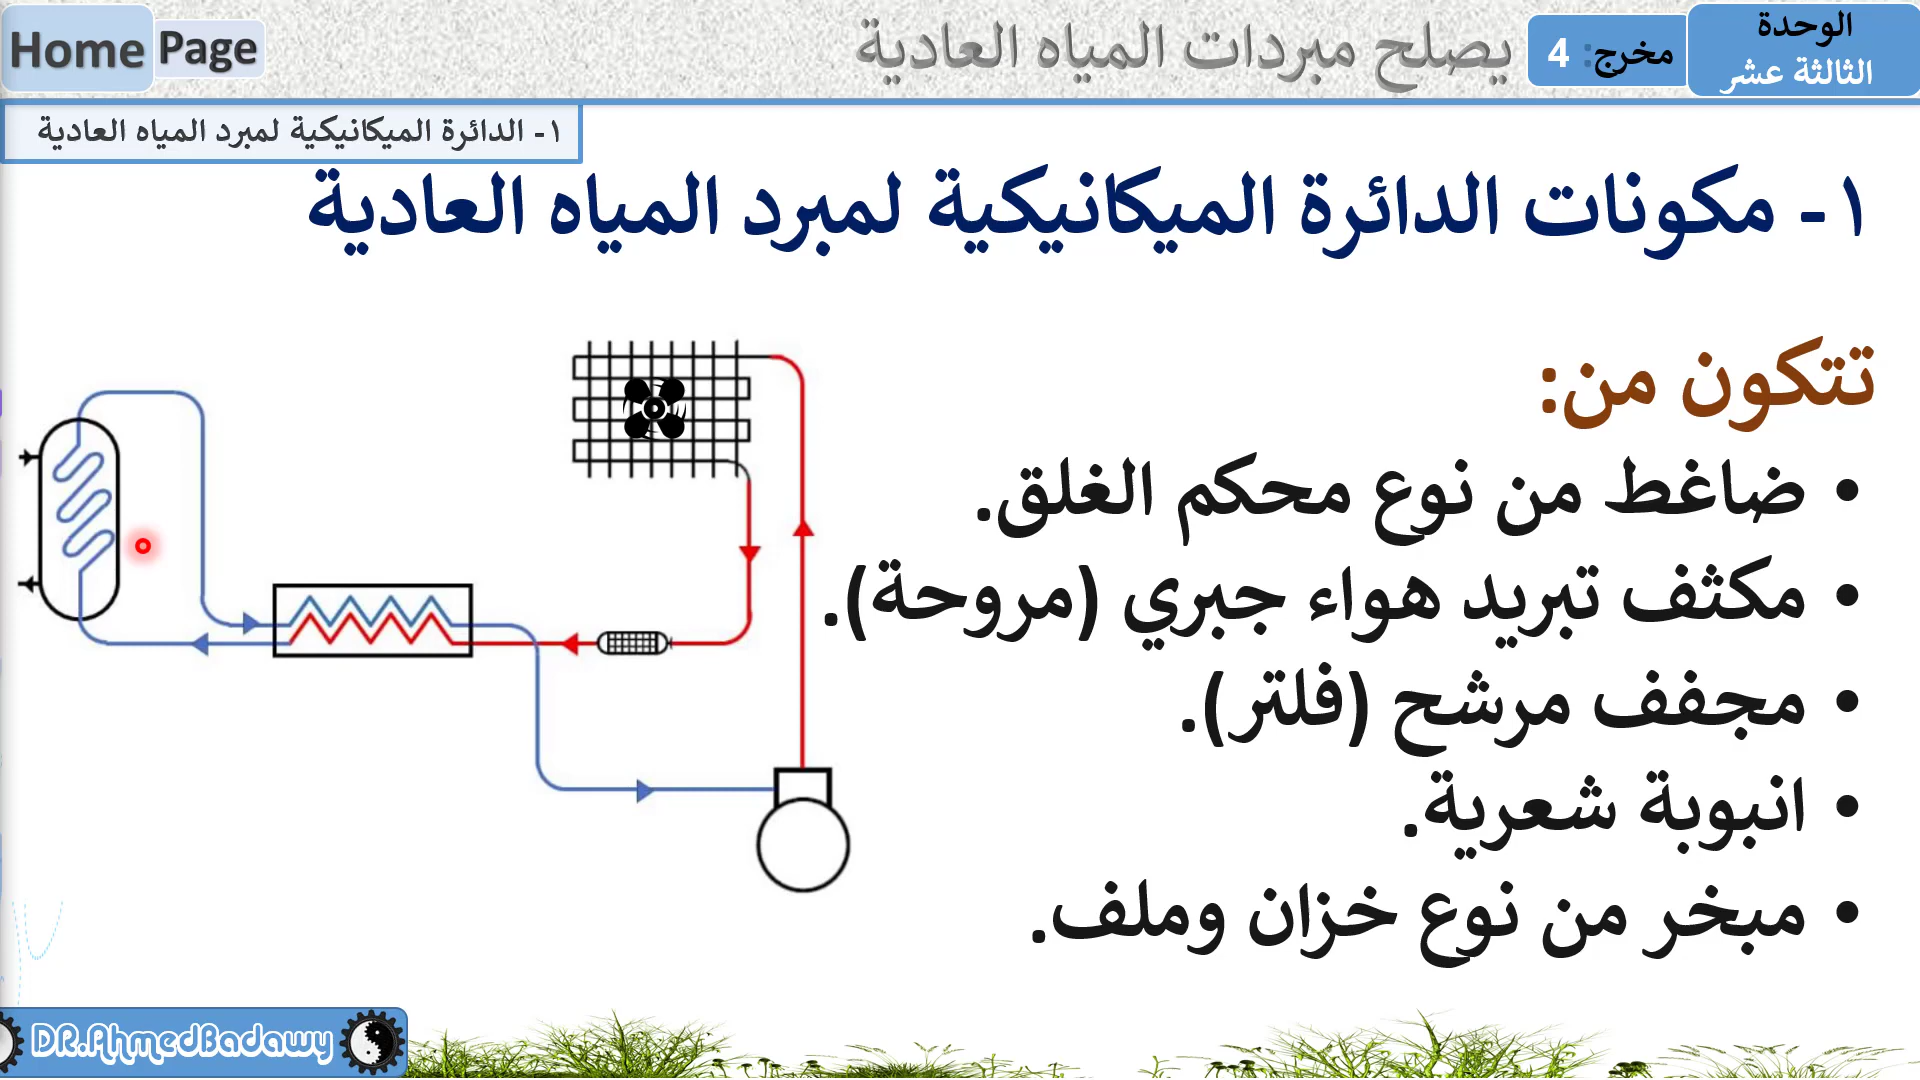 الوحدة
الثالثة عشر
مخرج: 4
يصلح مبردات المياه العادية
Home Page
١- الدائرة الميكانيكية لمبرد المياه العادية
١- مكونات الدائرة الميكانيكية لمبرد المياه العادية
تتكون من:
• ضاغط من نوع محكم الغلق.
• مكثف تبريد هواء جبري (مروحة).
• مجفف مرشح (فلتر).
• انبوبة شعرية.
• مبخر من نوع خزان وملف.
DR.AhmedBadawy